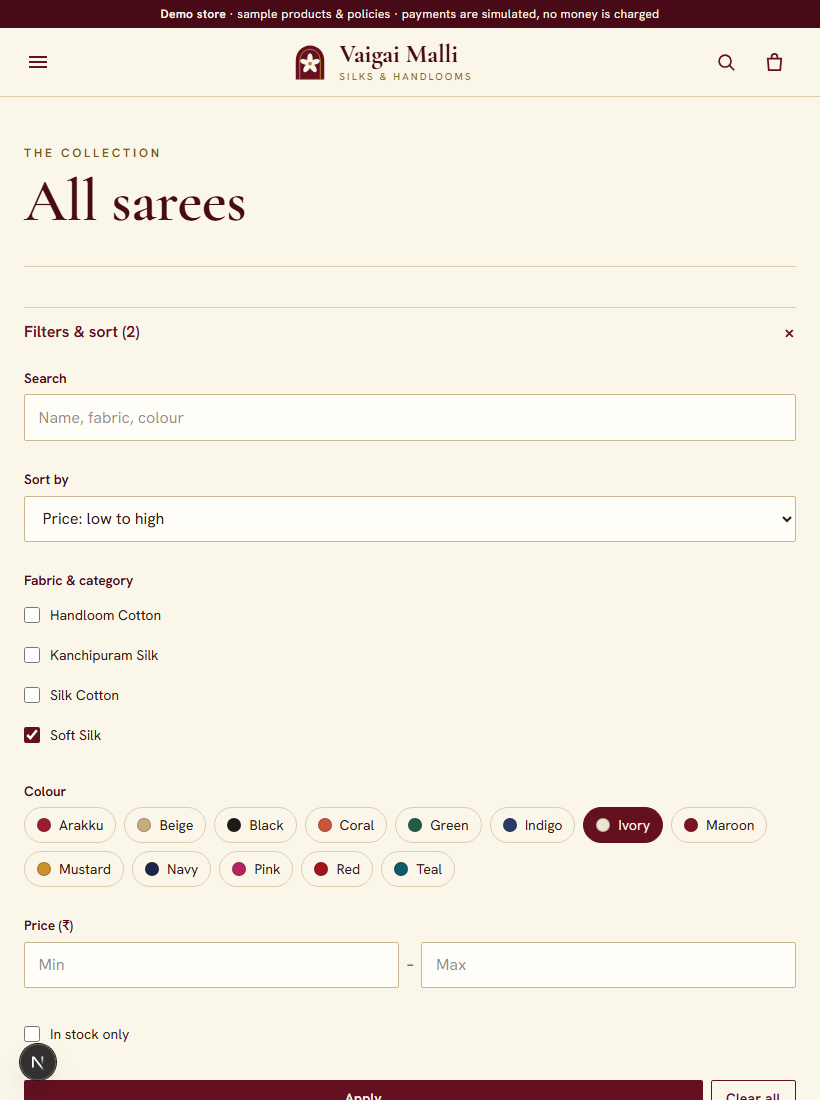 Demo store · sample products & policies · payments are simulated, no money is charged
Vaigai Malli
SILKS & HANDLOOMS
THE COLLECTION
All sarees
Filters & sort (2)
×
Search
Name, fabric, colour
Sort by
Price: low to high
Fabric & category
Handloom Cotton
Kanchipuram Silk
Silk Cotton
Soft Silk
Colour
Arakku Beige Black Coral Green Indigo Ivory Maroon
Mustard Navy Pink Red Teal
Price (₹)
Min – Max
In stock only
N
Apply Clear all